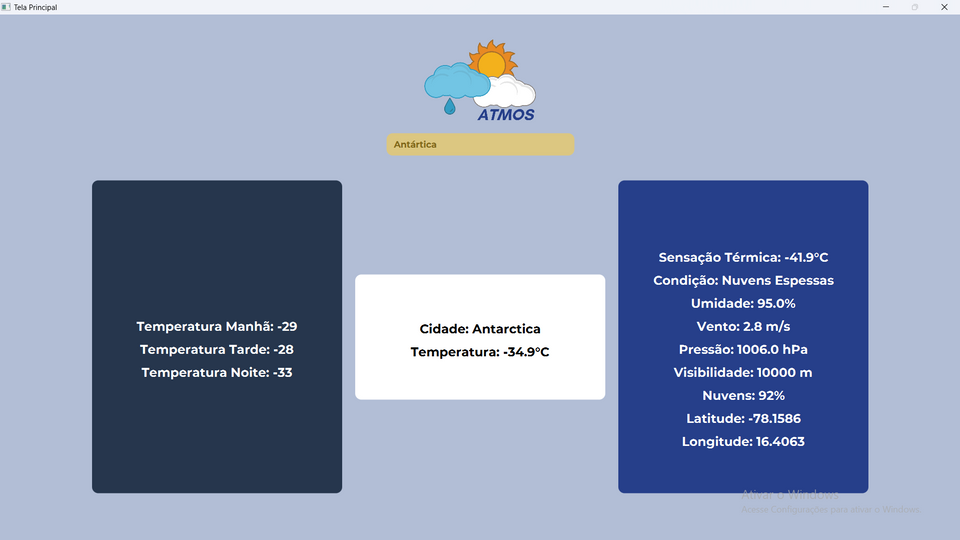 Tela Principal
ATMOS
Antártica
Temperatura Manhã: -29
Temperatura Tarde: -28
Temperatura Noite: -33
Cidade: Antarctica
Temperatura: -34.9°C
Sensação Térmica: -41.9°C
Condição: Nuvens Espessas
Umidade: 95.0%
Vento: 2.8 m/s
Pressão: 1006.0 hPa
Visibilidade: 10000 m
Nuvens: 92%
Latitude: -78.1586
Longitude: 16.4063
Ativar o Windows
Acesse Configurações para ativar o Windows.